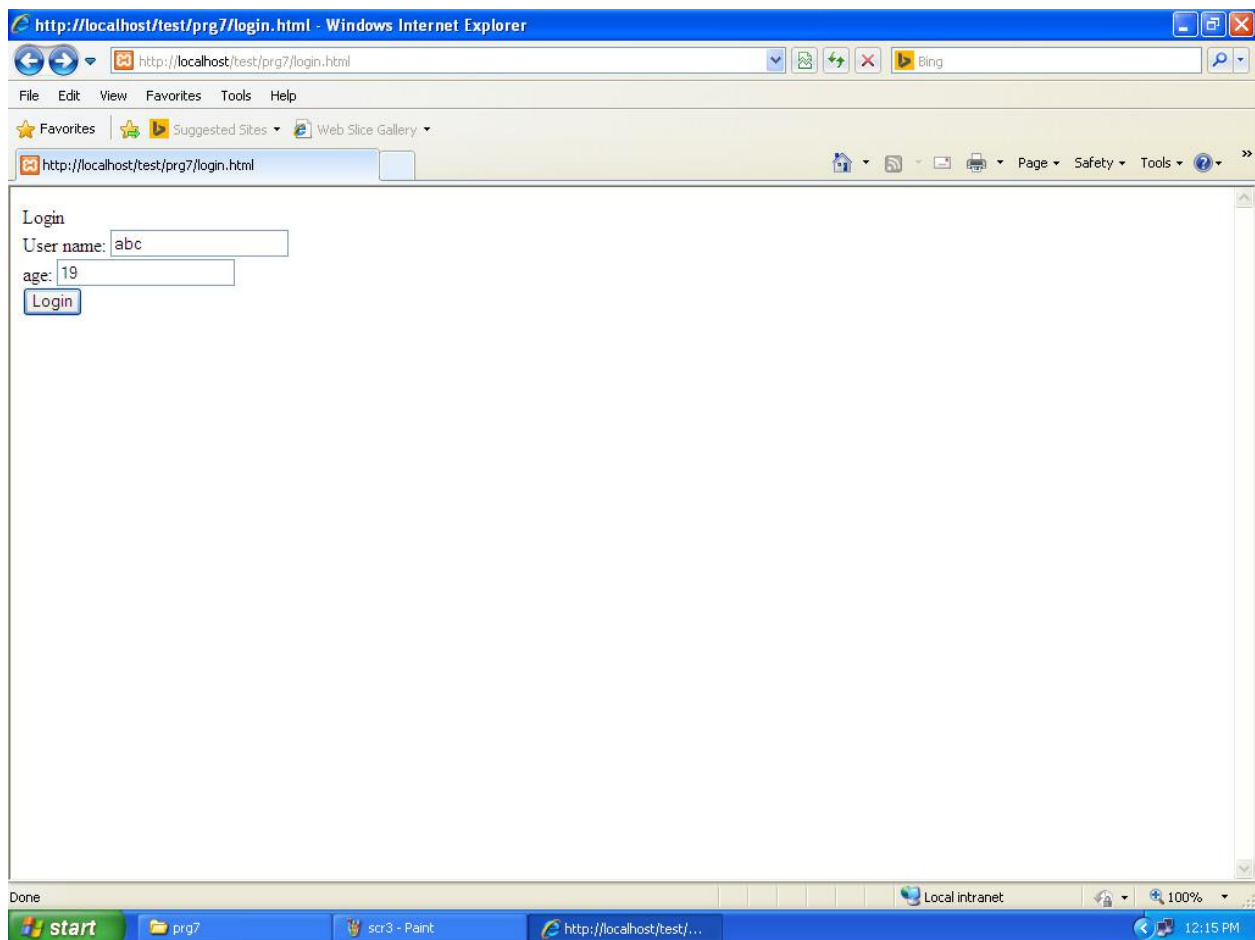 http://localhost/test/prg7/login.html - Windows Internet Explorer
http://localhost/test/prg7/login.html
Bing
File Edit View Favorites Tools Help
Favorites Suggested Sites Web Slice Gallery
http://localhost/test/prg7/login.html
Page Safety Tools »
Login
User name: abc
age: 19
Login
Done Local intranet 100%
start prg7 scr3 - Paint http://localhost/test/... 12:15 PM